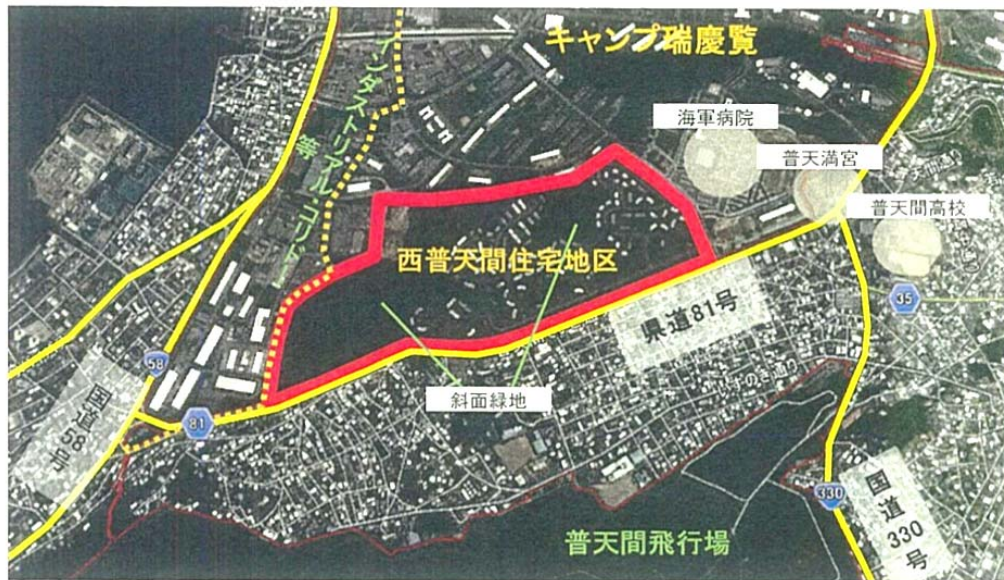 キャンプ瑞慶覧
インダストリアル・コリドー
等
海軍病院
普天満宮
普天間高校
西普天間住宅地区
35
県道81号
58
斜面緑地
81
国道58号
330
国道
330
号
普天間飛行場